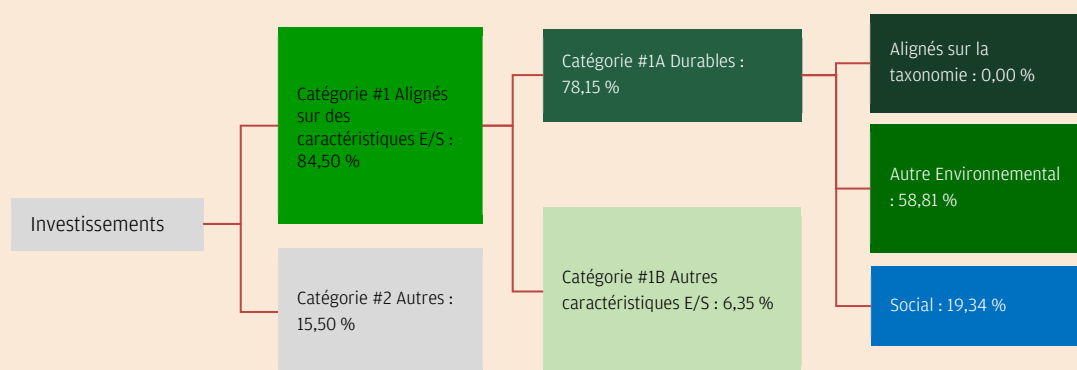 Investissements
Catégorie #1 Alignés
sur des
caractéristiques E/S :
84,50 %
Catégorie #2 Autres :
15,50 %
Catégorie #1A Durables :
78,15 %
Catégorie #1B Autres
caractéristiques E/S : 6,35 %
Alignés sur la
taxonomie : 0,00 %
Autre Environnemental
: 58,81 %
Social : 19,34 %